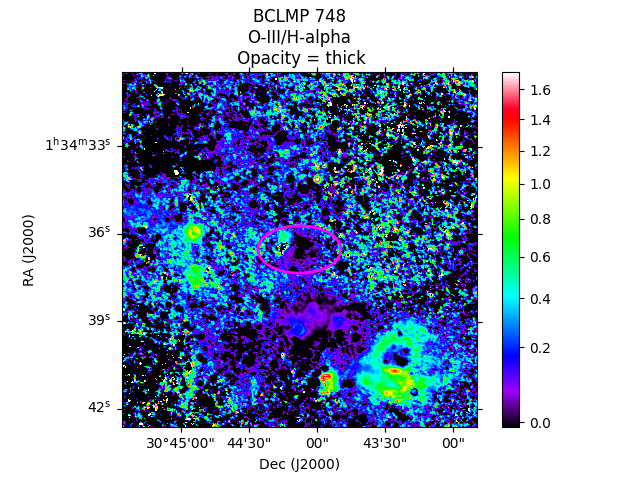 BCLMP 748
O-III/H-alpha
Opacity = thick
1h34m33s
36s
39s
42s
RA (J2000)
30°45'00" 44'30" 00" 43'30" 00"
Dec (J2000)
1.6
1.4
1.2
1.0
0.8
0.6
0.4
0.2
0.0